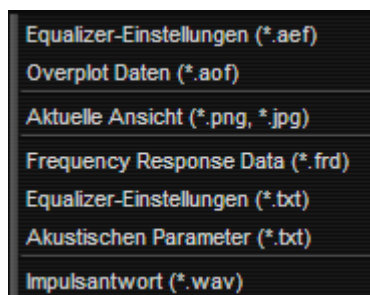 Equalizer-Einstellungen (*.aef)
Overplot Daten (*.aof)
Aktuelle Ansicht (*.png, *.jpg)
Frequency Response Data (*.frd)
Equalizer-Einstellungen (*.txt)
Akustischen Parameter (*.txt)
Impulsantwort (*.wav)